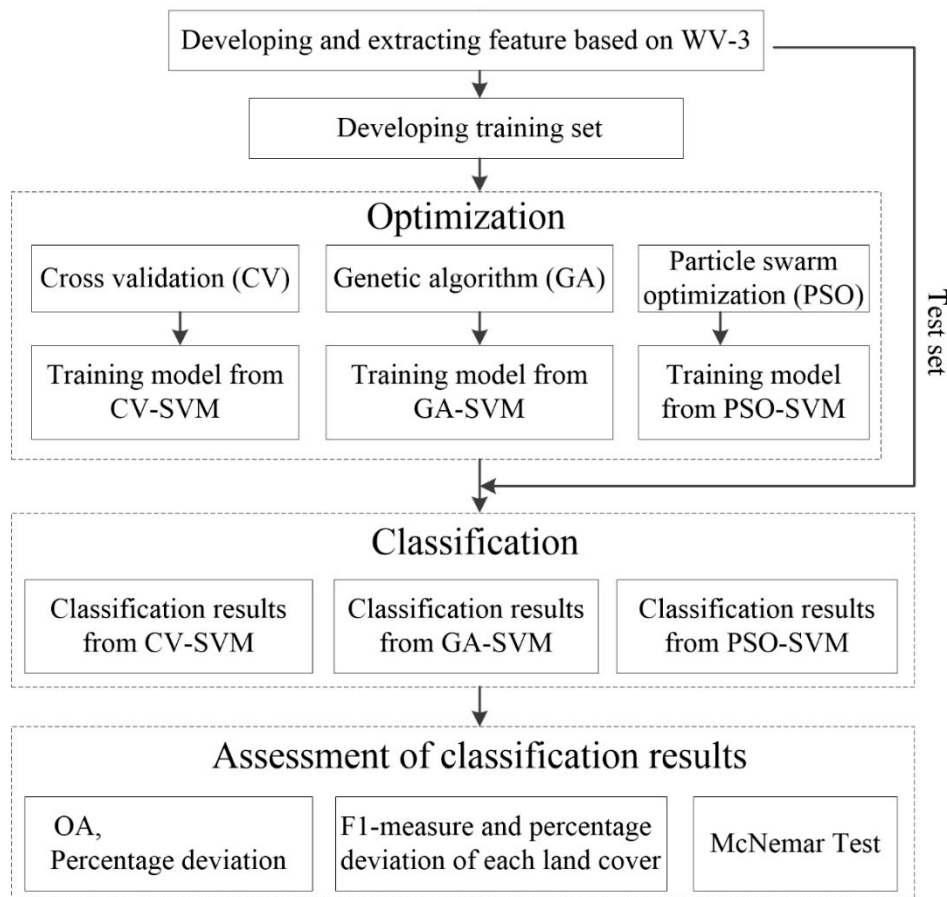 Developing and extracting feature based on WV-3
Developing training set
Optimization
Cross validation (CV)
Genetic algorithm (GA)
Particle swarm
optimization (PSO)
Training model from
CV-SVM
Training model from
GA-SVM
Training model
from PSO-SVM
Test set
Classification
Classification results
from CV-SVM
Classification results
from GA-SVM
Classification results
from PSO-SVM
Assessment of classification results
OA,
Percentage deviation
F1-measure and percentage
deviation of each land cover
McNemar Test